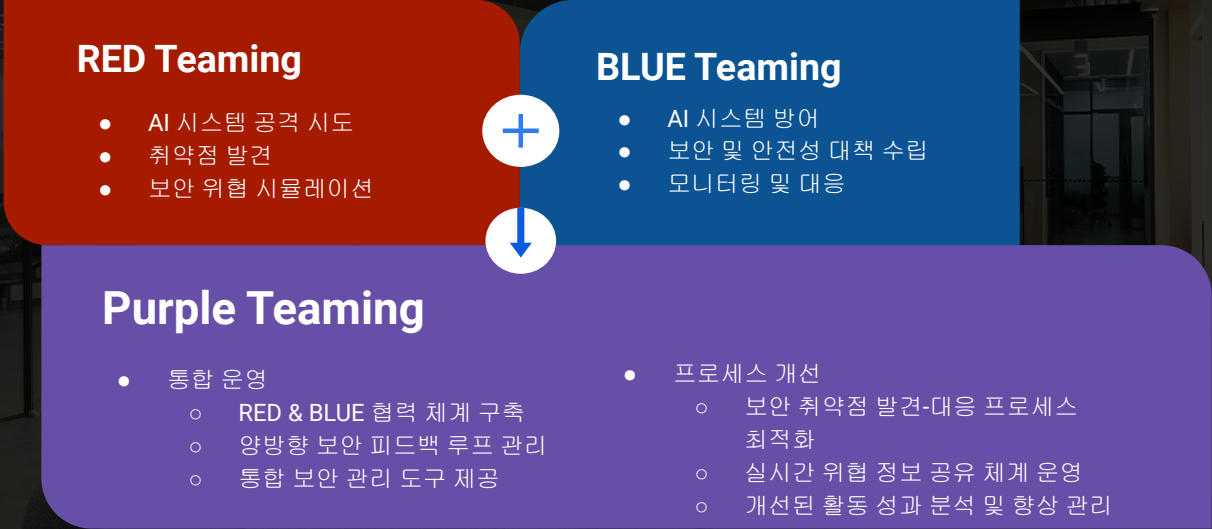 RED Teaming
● AI 시스템 공격 시도
● 취약점 발견
● 보안 위협 시뮬레이션
BLUE Teaming
● AI 시스템 방어
● 보안 및 안전성 대책 수립
● 모니터링 및 대응
Purple Teaming
● 통합 운영
○ RED & BLUE 협력 체계 구축
○ 양방향 보안 피드백 루프 관리
○ 통합 보안 관리 도구 제공
● 프로세스 개선
○ 보안 취약점 발견-대응 프로세스
최적화
○ 실시간 위협 정보 공유 체계 운영
○ 개선된 활동 성과 분석 및 향상 관리